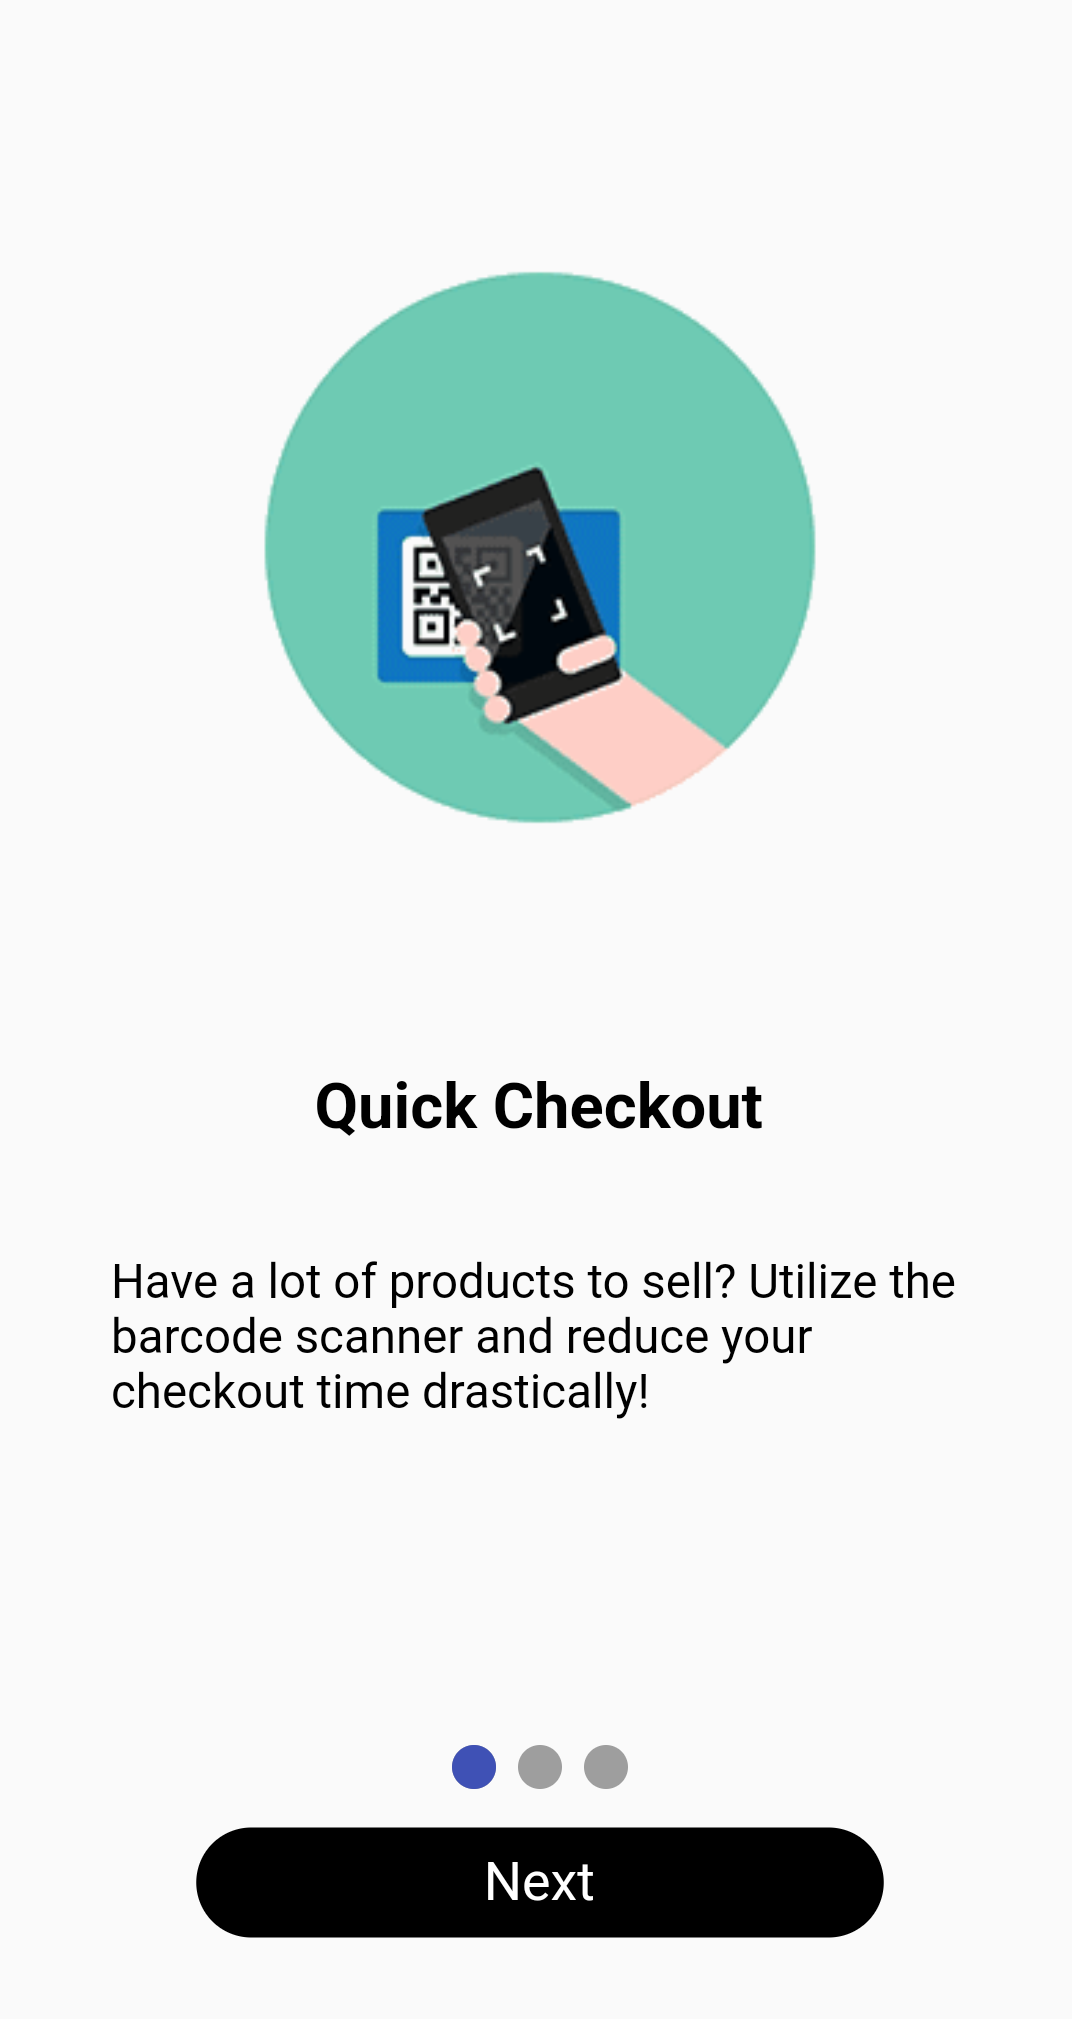 Quick Checkout
Have a lot of products to sell? Utilize the
barcode scanner and reduce your
checkout time drastically!
Next